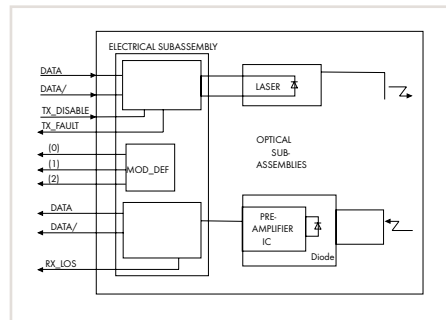 ELECTRICAL SUBASSEMBLY
DATA
DATA/
LASER
TX_DISABLE
TX_FAULT
OPTICAL
SUB-
ASSEMBLIES
(0)
(1)
(2)
MOD_DEF
DATA
DATA/
PRE-
AMPLIFIER
IC
Diode
RX_LOS